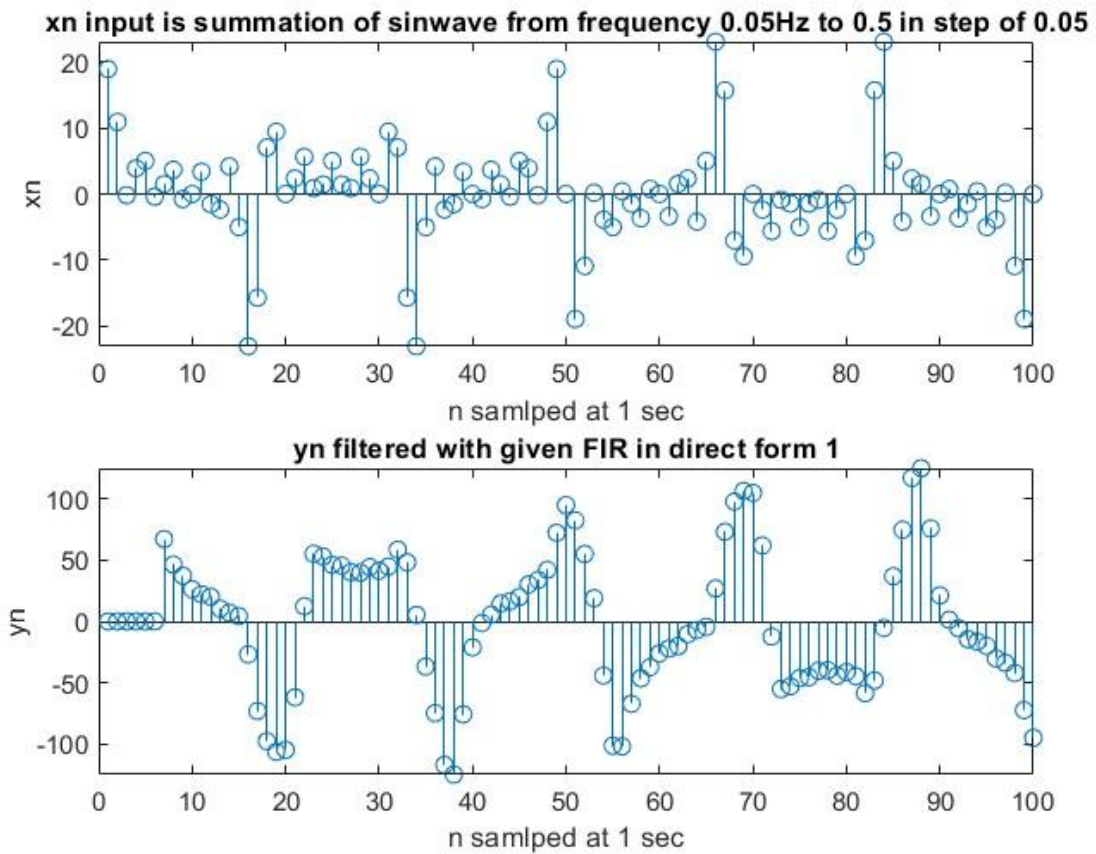 xn input is summation of sinwave from frequency 0.05Hz to 0.5 in step of 0.05
20
10
0
-10
-20
xn
0 10 20 30 40 50 60 70 80 90 100
n samlped at 1 sec
yn filtered with given FIR in direct form 1
100
50
0
-50
-100
yn
0 10 20 30 40 50 60 70 80 90 100
n samlped at 1 sec